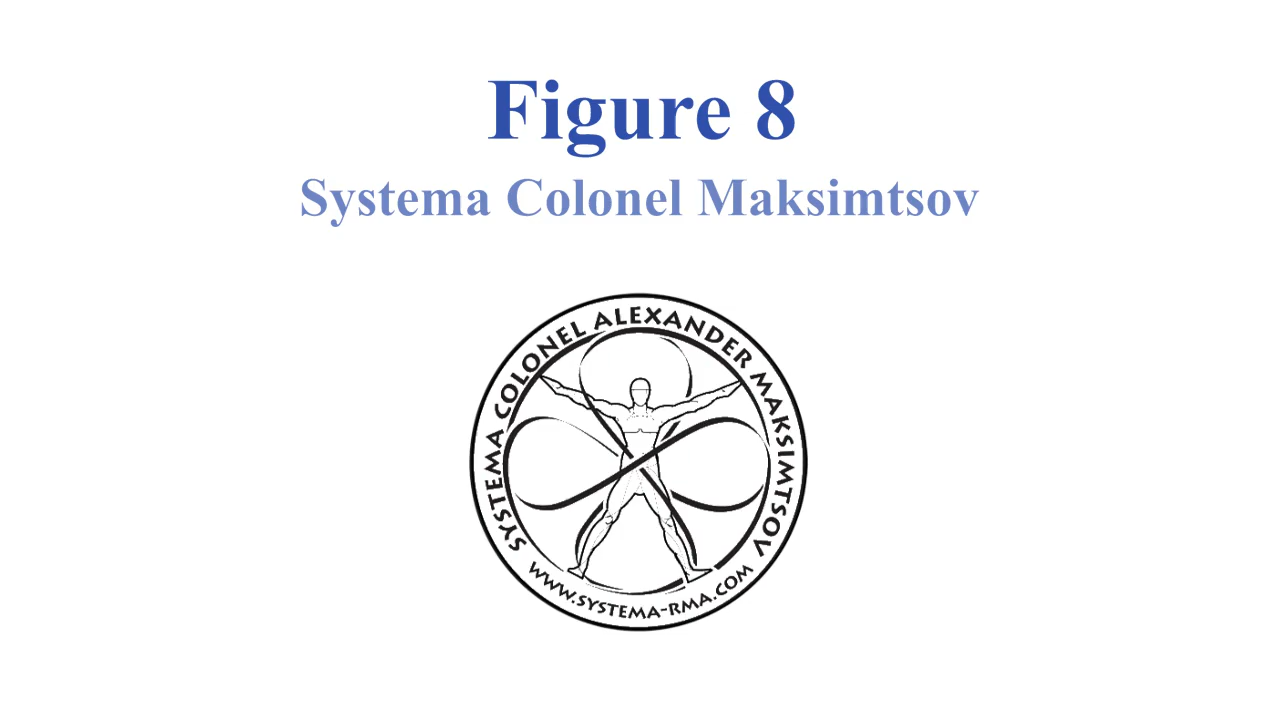 Figure 8
Systema Colonel Maksimtsov
SYSTEMA COLONEL ALEXANDER MAKSIMTSOV
WWW.SYSTEMA-RMA.COM